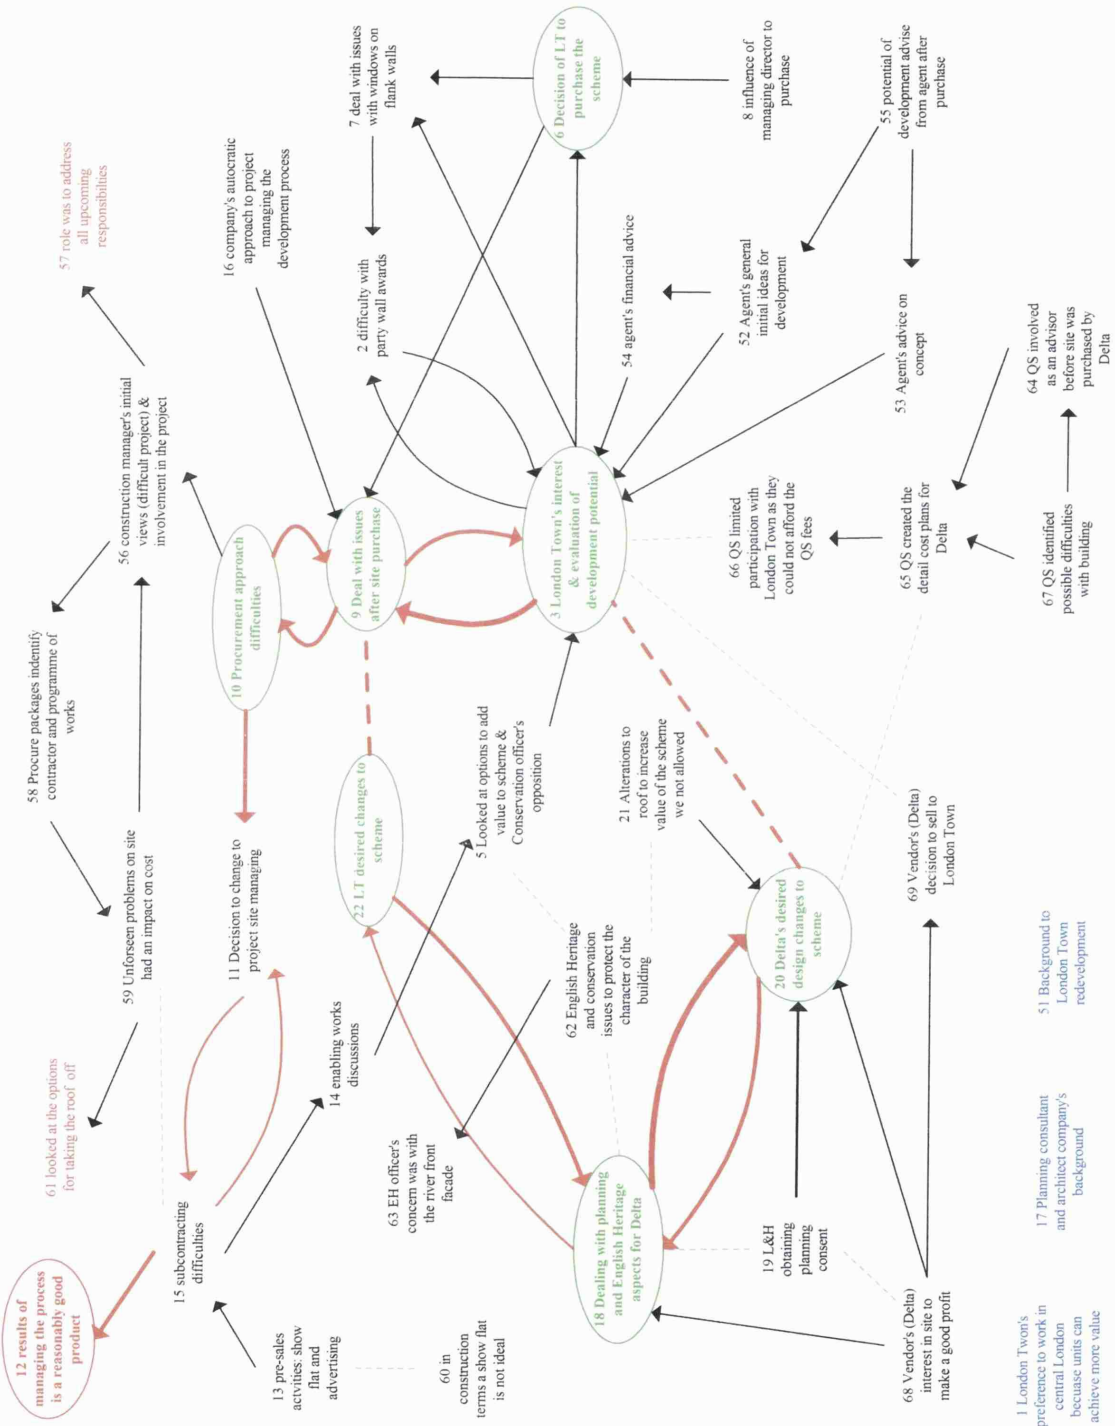 12 results of
managing the process
is a reasonably good
product
61 looked at the options
for taking the roof off
59 Unforseen problems on site
had an impact on cost
58 Procure packages indentify
contractor and programme of
works
56 construction manager's initial
views (difficult project) &
involvement in the project
57 role was to address
all upcoming
responsibilties
15 subcontracting
difficulties
11 Decision to change to
project site managing
10 Procurement approach
difficulties
16 company's autocratic
approach to project
managing the
development process
13 pre-sales
actvities: show
flat and
advertising
14 enabling works
discussions
22 LT desired changes to
scheme
9 Deal with issues
after site purchase
2 difficulty with
party wall awards
7 deal with issues
with windows on
flank walls
60 in
construction
terms a show flat
is not ideal
63 EH officer's
concern was with
the river front
facade
5 Looked at options to add
value to scheme &
Conservation officer's
opposition
3 London Town's interest
& evaluation of
development potential
6 Decision of LT to
purchase the
scheme
62 English Heritage
and conservation
issues to protect the
character of the
building
18 Dealing with planning
and English Heritage
aspects for Delta
21 Alterations to
roof to increase
value of the scheme
we not allowed
54 agent's financial advice
52 Agent's general
initial ideas for
development
8 influence of
managing director to
purchase
19 L&H
obtaining
planning
consent
20 Delta's desired
design changes to
scheme
66 QS limited
participation with
London Town as they
could not afford the
QS fees
53 Agent's advice on
concept
55 potential of
development advise
from agent after
purchase
68 Vendor's (Delta)
interest in site to
make a good profit
69 Vendor's (Delta)
decision to sell to
London Town
65 QS created the
detail cost plans for
Delta
67 QS identified
possible difficulties
with building
64 QS involved
as an advisor
before site was
purchased by
Delta
1 London Twon's
preference to work in
central London
becuase units can
achieve more value
17 Planning consultant
and architect company's
background
51 Background to
London Town
redevelopment